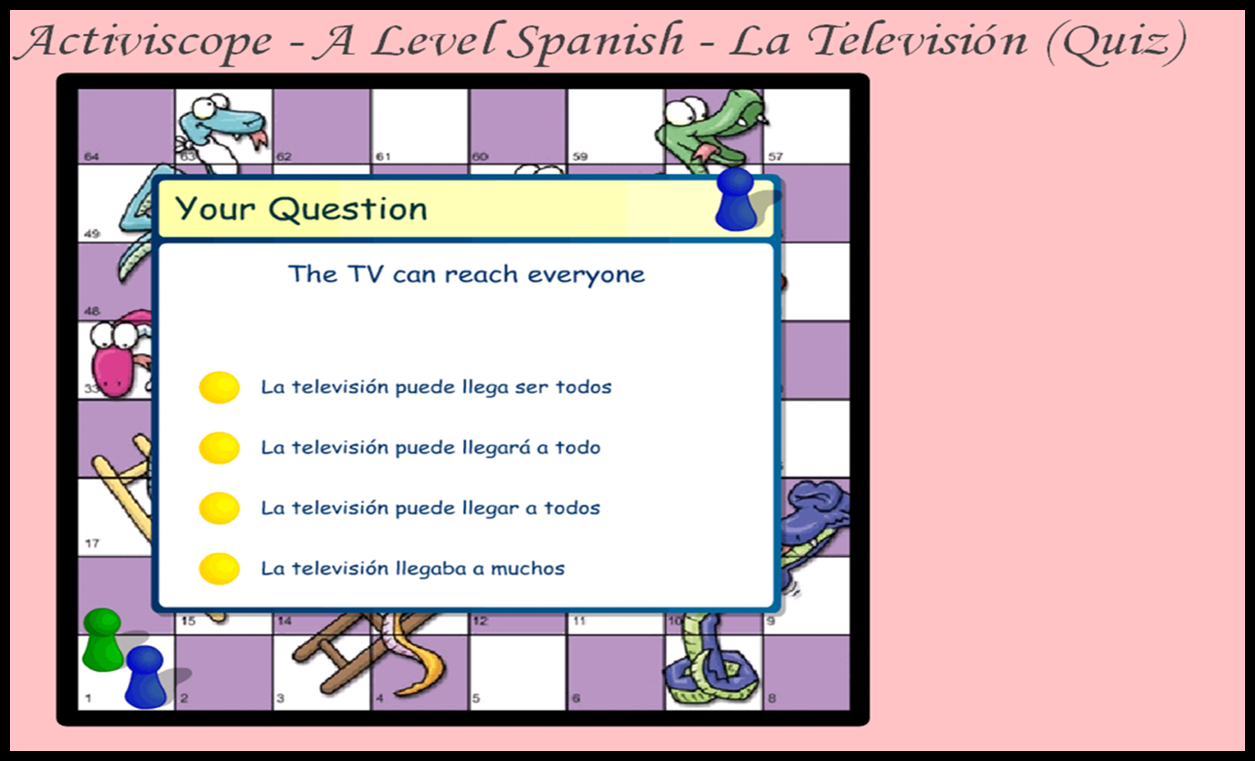 Activiscope - A Level Spanish - La Televisión (Quiz)
64 63 62 61 60 59 57
Your Question
49
The TV can reach everyone
48
La televisión puede llega ser todos
33
La televisión puede llegará a todo
La televisión puede llegar a todos
17
La televisión llegaba a muchos
15 14 12 11 10 9
1 2 3 4 5 6 8